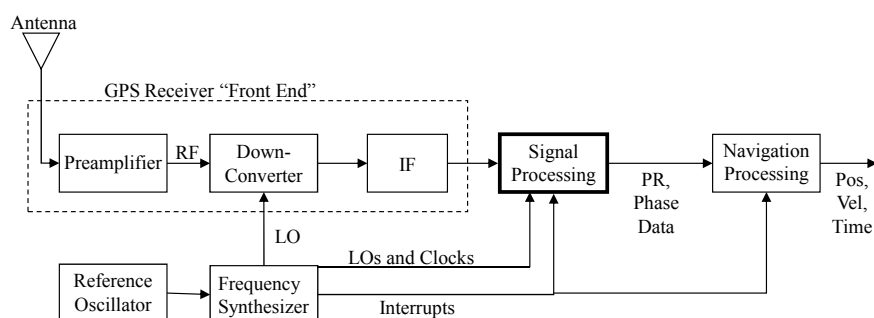 Antenna
GPS Receiver “Front End”
Preamplifier
RF
Down-
Converter
IF
Signal
Processing
PR,
Phase
Data
Navigation
Processing
Pos,
Vel,
Time
LO
LOs and Clocks
Reference
Oscillator
Frequency
Synthesizer
Interrupts